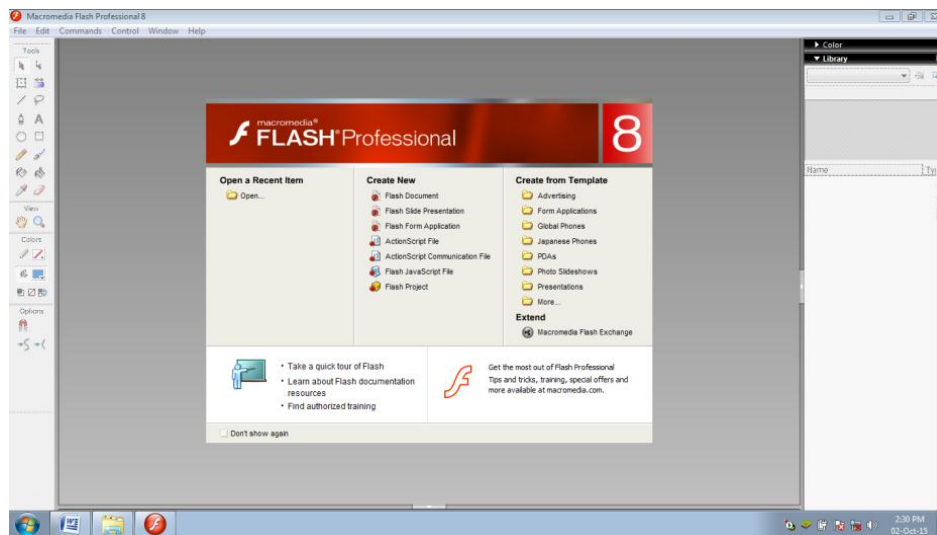 Macromedia Flash Professional 8
File Edit Commands Control Window Help
Tools
View
Colors
Options
macromedia®
FLASH® Professional 8
Open a Recent Item
Open...
Create New
Flash Document
Flash Slide Presentation
Flash Form Application
ActionScript File
ActionScript Communication File
Flash JavaScript File
Flash Project
Create from Template
Advertising
Form Applications
Global Phones
Japanese Phones
PDAs
Photo Slideshows
Presentations
More...
Extend
Macromedia Flash Exchange
• Take a quick tour of Flash
• Learn about Flash documentation
resources
• Find authorized training
Get the most out of Flash Professional
Tips and tricks, training, special offers and
more available at macromedia.com.
Don't show again
Color
Library
Name
2:30 PM
02-Oct-15